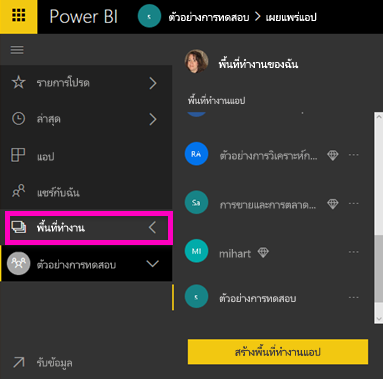 Power BI ร ตัวอย่างการทดสอบ > เผยแพร่แอป
รายการโปรด
ล่าสุด
แอป
แชร์กับฉัน
พื้นที่ทำงาน
ตัวอย่างการทดสอบ
รับข้อมูล
พื้นที่ทำงานของฉัน
พื้นที่ทำงานแอป
RA ตัวอย่างการวิเคราะห์ก...
Sa การขายและการตลาด...
MI mihart
ร ตัวอย่างการทดสอบ
สร้างพื้นที่ทำงานแอป